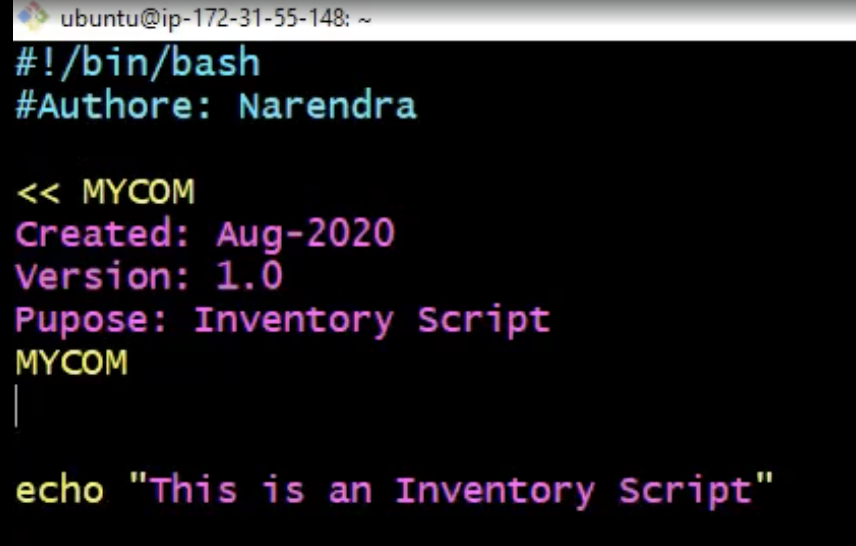 ubuntu@ip-172-31-55-148: ~
#!/bin/bash
#Authore: Narendra
<< MYCOM
Created: Aug-2020
Version: 1.0
Pupose: Inventory Script
MYCOM
echo "This is an Inventory Script"